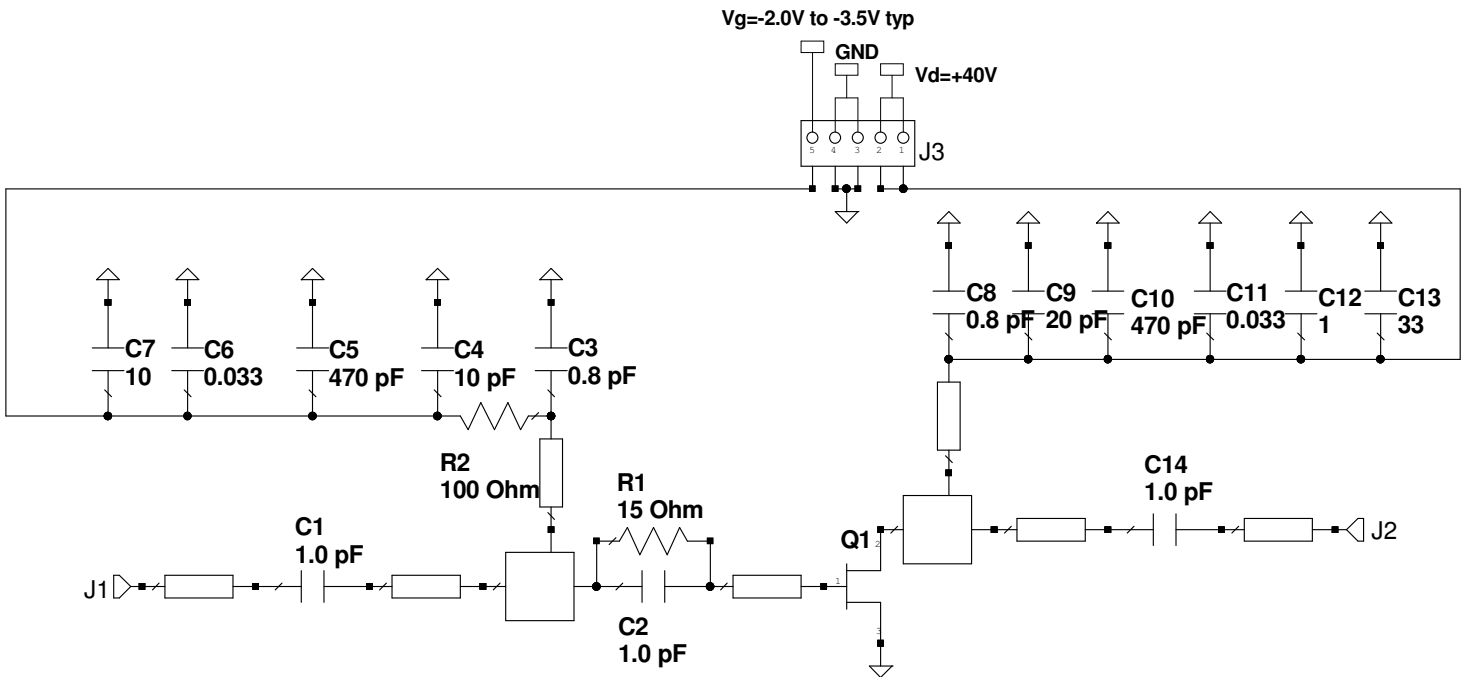 Vg=-2.0V to -3.5V typ
GND
Vd=+40V
5 4 3 2 1
J3
C8
0.8 pF
C9
20 pF
C10
470 pF
C11
0.033
C12
1
C13
33
C7
10
C6
0.033
C5
470 pF
C4
10 pF
C3
0.8 pF
R2
100 Ohm
R1
15 Ohm
C14
1.0 pF
C1
1.0 pF
Q1
2
J2
J1
1
C2
1.0 pF
3